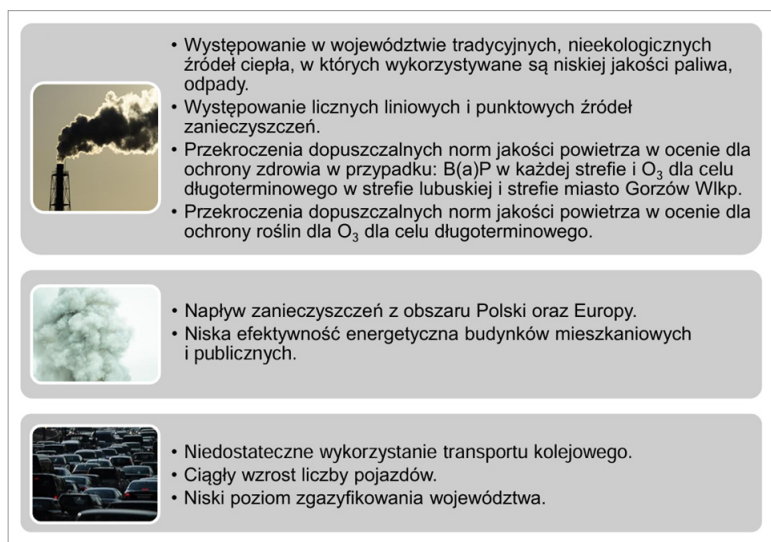 • Występowanie w województwie tradycyjnych, nieekologicznych
źródeł ciepła, w których wykorzystywane są niskiej jakości paliwa,
odpady.
• Występowanie licznych liniowych i punktowych źródeł
zanieczyszczeń.
• Przekroczenia dopuszczalnych norm jakości powietrza w ocenie dla
ochrony zdrowia w przypadku: B(a)P w każdej strefie i O₃ dla celu
długoterminowego w strefie lubuskiej i strefie miasto Gorzów Wlkp.
• Przekroczenia dopuszczalnych norm jakości powietrza w ocenie dla
ochrony roślin dla O₃ dla celu długoterminowego.
• Napływ zanieczyszczeń z obszaru Polski oraz Europy.
• Niska efektywność energetyczna budynków mieszkaniowych
i publicznych.
• Niedostateczne wykorzystanie transportu kolejowego.
• Ciągły wzrost liczby pojazdów.
• Niski poziom zgazyfikowania województwa.